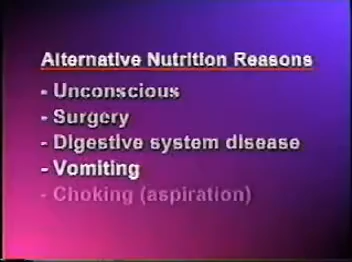 Alternative Nutrition Reasons
- Unconscious
- Surgery
- Digestive system disease
- Vomiting
- Choking (aspiration)